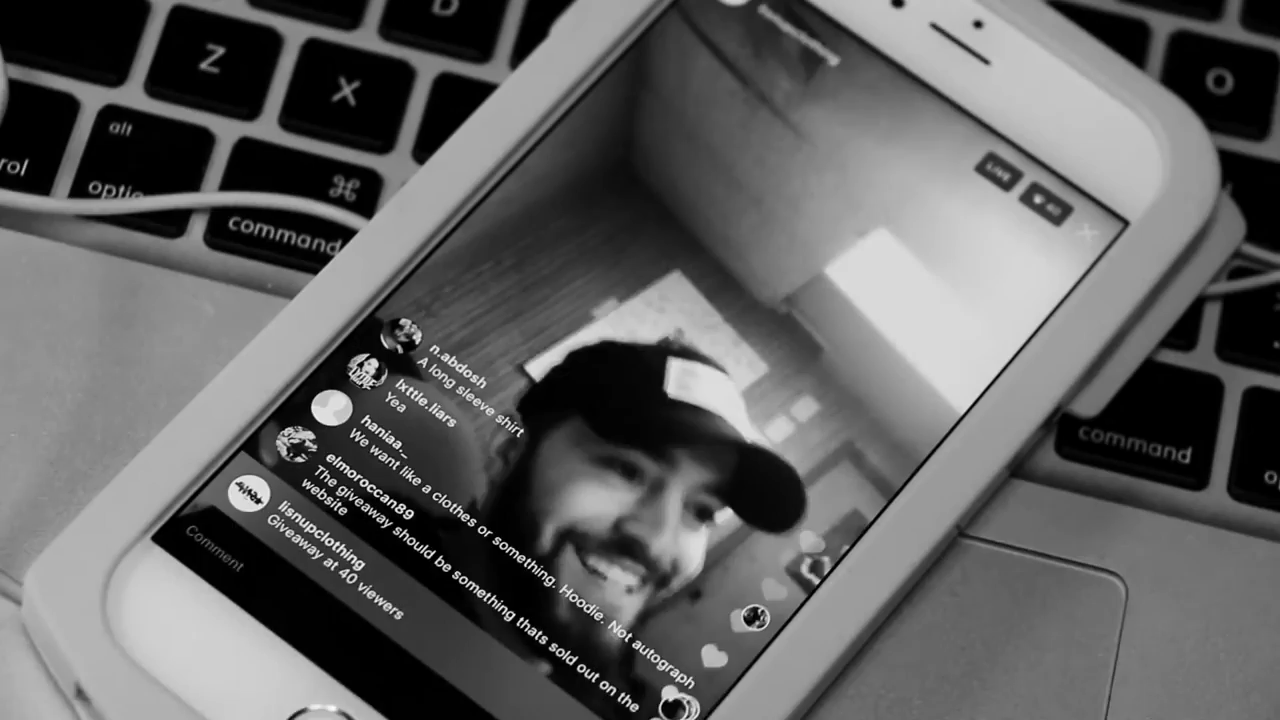 D
Z
X
O
alt
option
command
⌘
rol
LIVE
n.abdosh
A long sleeve shirt
lxttle.liars
Yea
haniaa._
We want like a clothes or something. Hoodie. Not autograph
elmoroccan89
The giveaway should be something thats sold out on the
website
lisnupclothing
Giveaway at 40 viewers
Comment
command